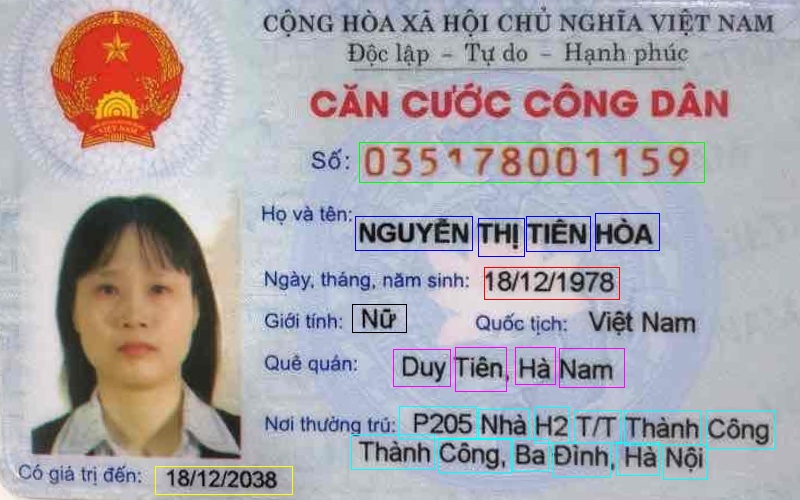 CỘNG HÒA XÃ HỘI CHỦ NGHĨA VIỆT NAM
Độc lập - Tự do - Hạnh phúc
CĂN CƯỚC CÔNG DÂN
Số: 035178001159
Họ và tên: NGUYỄN THỊ TIÊN HÒA
Ngày, tháng, năm sinh: 18/12/1978
Giới tính: Nữ Quốc tịch: Việt Nam
Quê quán: Duy Tiên, Hà Nam
Nơi thường trú: P205 Nhà H2 T/T Thành Công
Thành Công, Ba Đình, Hà Nội
Có giá trị đến: 18/12/2038
VIỆT NAM